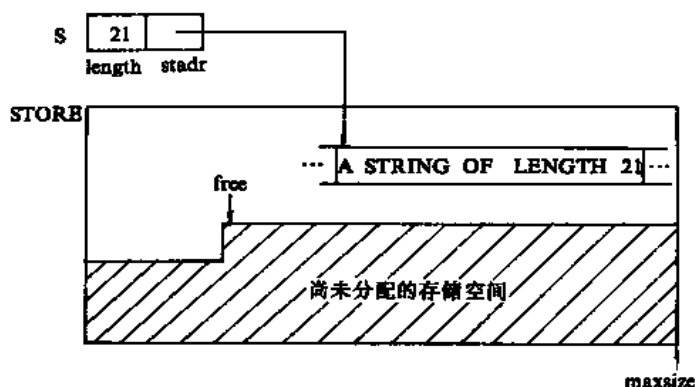 S 21
length stadr
STORE
··· A STRING OF LENGTH 21 ···
free
尚未分配的存储空间
maxsize